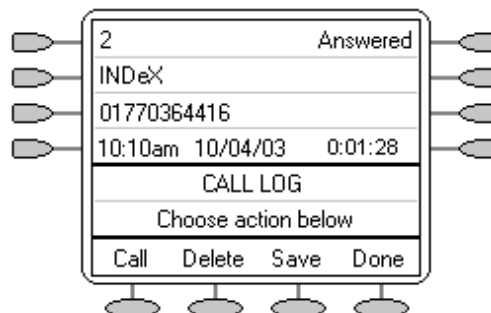 2 Answered
INDeX
01770364416
10:10am 10/04/03 0:01:28
CALL LOG
Choose action below
Call Delete Save Done